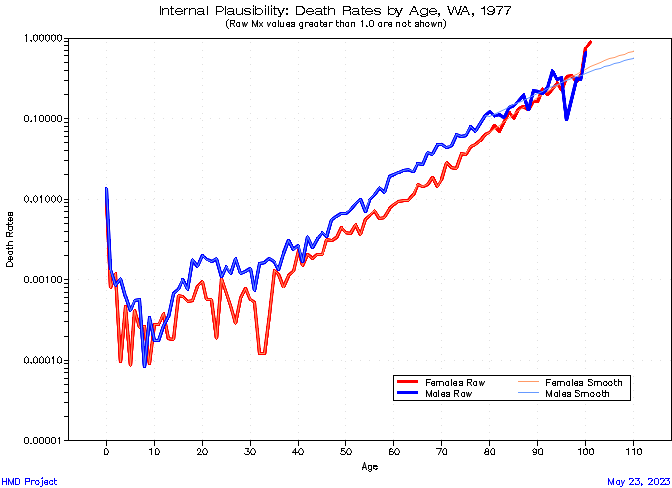 Internal Plausibility: Death Rates by Age, WA, 1977
(Raw Mx values greater than 1.0 are not shown)
1.00000
0.10000
0.01000
0.00100
0.00010
0.00001
Death Rates
0 10 20 30 40 50 60 70 80 90 100 110
Age
Females Raw Females Smooth
Males Raw Males Smooth
HMD Project May 23, 2023